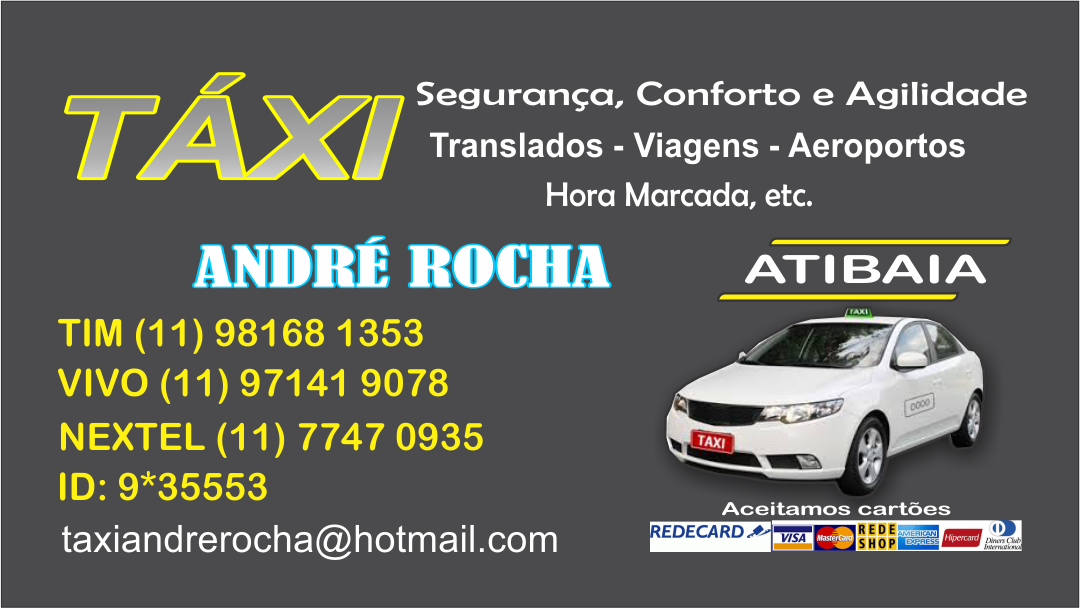 TÁXI
Segurança, Conforto e Agilidade
Translados - Viagens - Aeroportos
Hora Marcada, etc.
ANDRÉ ROCHA
ATIBAIA
TIM (11) 98168 1353
VIVO (11) 97141 9078
NEXTEL (11) 7747 0935
ID: 9*35553
taxiandrerocha@hotmail.com
TAXI
TAXI
Aceitamos cartões
REDECARD VISA MasterCard REDE SHOP AMERICAN EXPRESS Hipercard Diners Club International